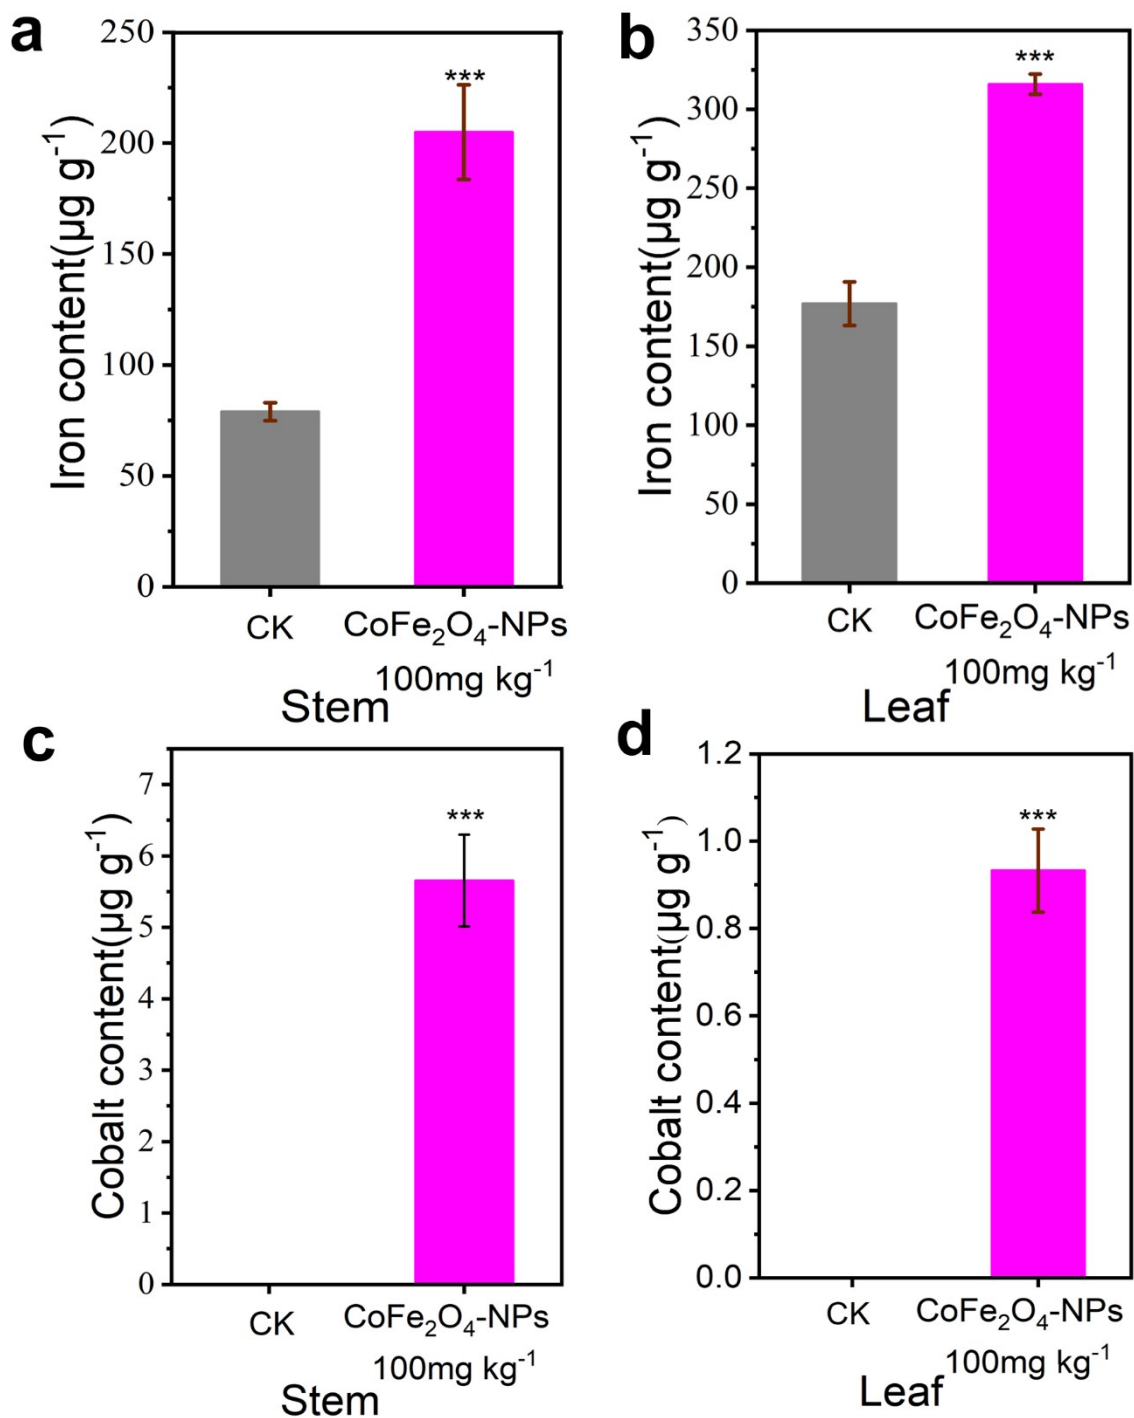 a
250
200
150
100
50
0
Iron content(µg g⁻¹)
***
CK
CoFe₂O₄-NPs
100mg kg⁻¹
Stem
b
350
300
250
200
150
100
50
0
Iron content(µg g⁻¹)
***
CK
CoFe₂O₄-NPs
100mg kg⁻¹
Leaf
c
7
6
5
4
3
2
1
0
Cobalt content(µg g⁻¹)
***
CK
CoFe₂O₄-NPs
100mg kg⁻¹
Stem
d
1.2
1.0
0.8
0.6
0.4
0.2
0.0
Cobalt content(µg g⁻¹)
***
CK
CoFe₂O₄-NPs
100mg kg⁻¹
Leaf